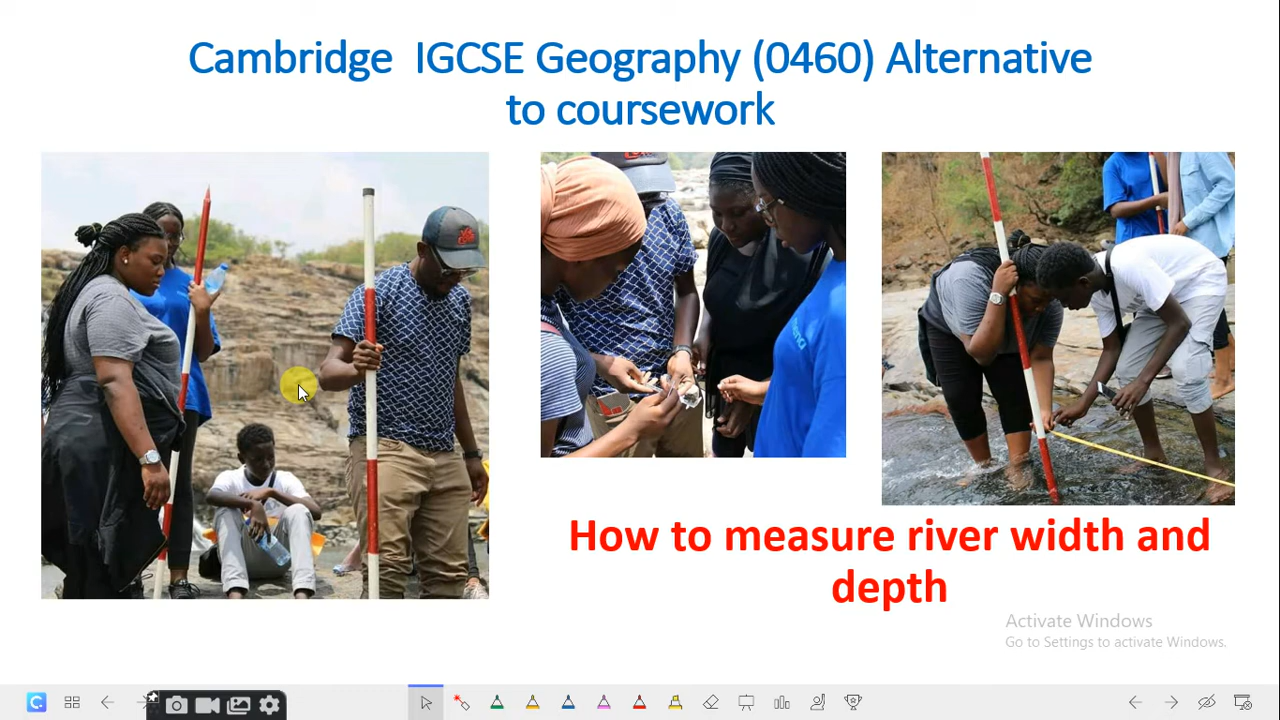 Cambridge IGCSE Geography (0460) Alternative
to coursework
How to measure river width and
depth
Activate Windows
Go to Settings to activate Windows.